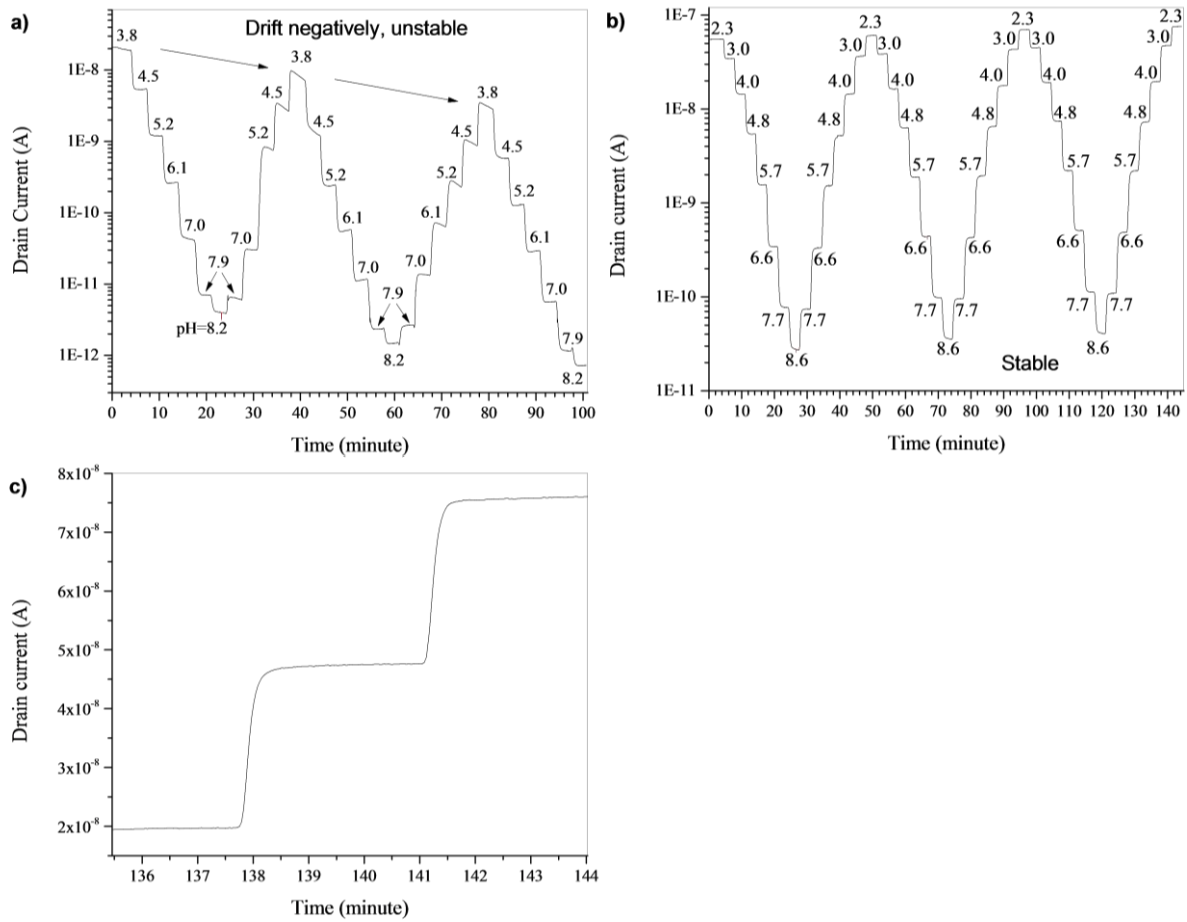 a)
Drift negatively, unstable
3.8
3.8
3.8
4.5
4.5
4.5
4.5
4.5
5.2
5.2
5.2
5.2
5.2
6.1
6.1
6.1
6.1
7.0
7.0
7.0
7.0
7.0
7.9
7.9
7.9
pH=8.2
8.2
8.2
1E-8
1E-9
1E-10
1E-11
1E-12
Drain Current (A)
0 10 20 30 40 50 60 70 80 90 100
Time (minute)
b)
2.3 2.3 2.3 2.3
3.0 3.0 3.0 3.0 3.0 3.0
4.0 4.0 4.0 4.0 4.0 4.0
4.8 4.8 4.8 4.8 4.8 4.8
5.7 5.7 5.7 5.7 5.7 5.7
6.6 6.6 6.6 6.6 6.6 6.6
7.7 7.7 7.7 7.7 7.7 7.7
8.6 8.6 8.6
Stable
1E-7
1E-8
1E-9
1E-10
1E-11
Drain current (A)
0 10 20 30 40 50 60 70 80 90 100 110 120 130 140
Time (minute)
c)
8x10⁻⁸
7x10⁻⁸
6x10⁻⁸
5x10⁻⁸
4x10⁻⁸
3x10⁻⁸
2x10⁻⁸
Drain current (A)
136 137 138 139 140 141 142 143 144
Time (minute)